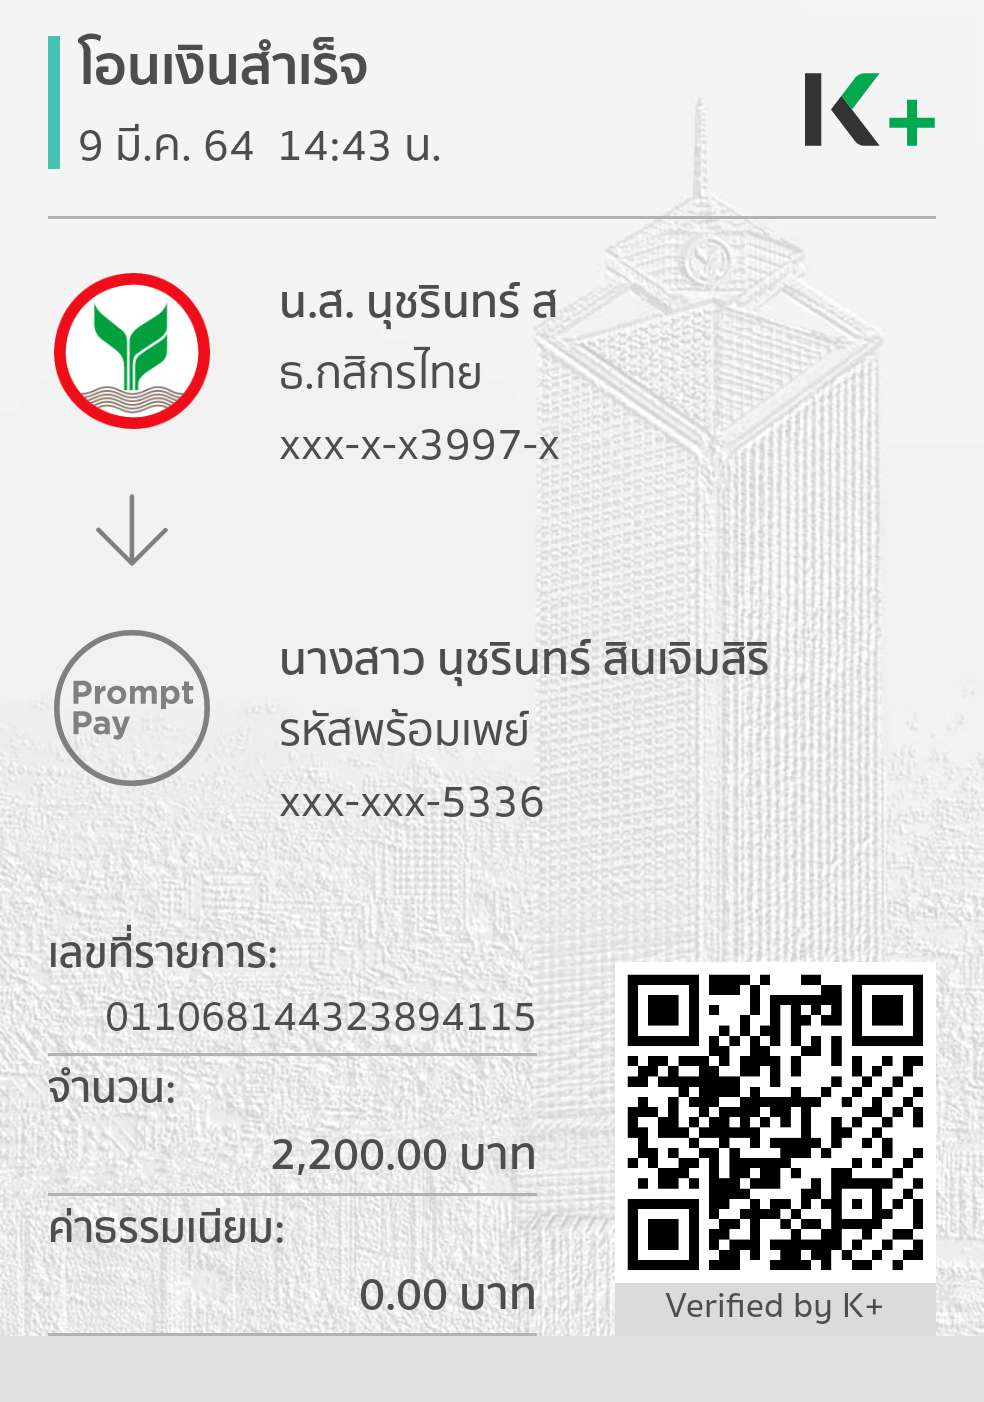 โอนเงินสำเร็จ
9 มี.ค. 64 14:43 น.
K+
น.ส. นุชรินทร์ ส
ธ.กสิกรไทย
xxx-x-x3997-x
Prompt
Pay
นางสาว นุชรินทร์ สินเจิมสิริ
รหัสพร้อมเพย์
xxx-xxx-5336
เลขที่รายการ:
011068144323894115
จำนวน:
2,200.00 บาท
ค่าธรรมเนียม:
0.00 บาท
Verified by K+